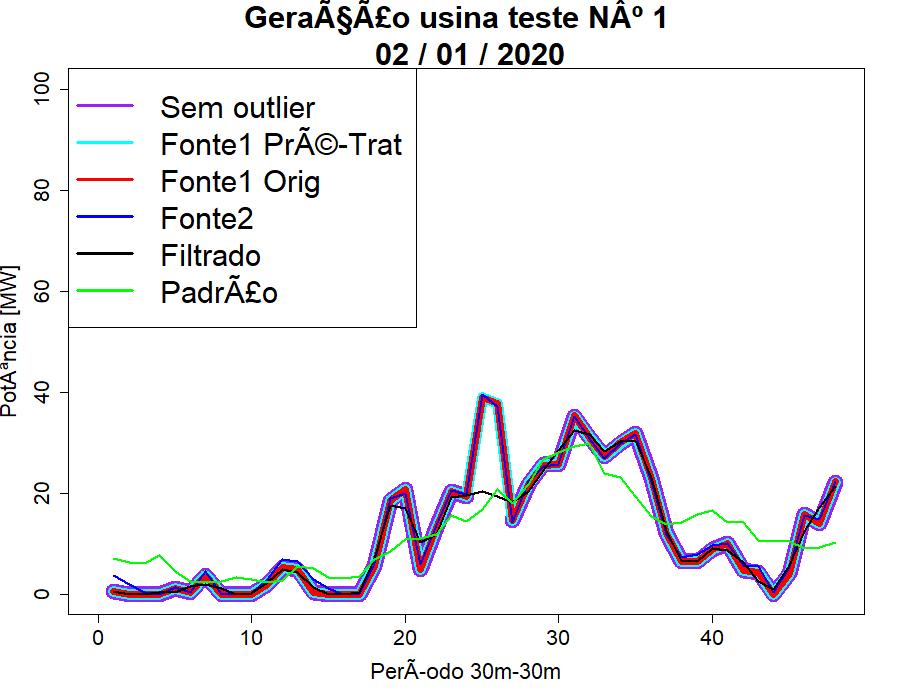 GeraÃ§Ã£o usina teste NÂº 1
02 / 01 / 2020
Sem outlier
Fonte1 PrÃ©-Trat
Fonte1 Orig
Fonte2
Filtrado
PadrÃ£o
PotÃªncia [MW]
100
80
60
40
20
0
0 10 20 30 40
PerÃ-odo 30m-30m